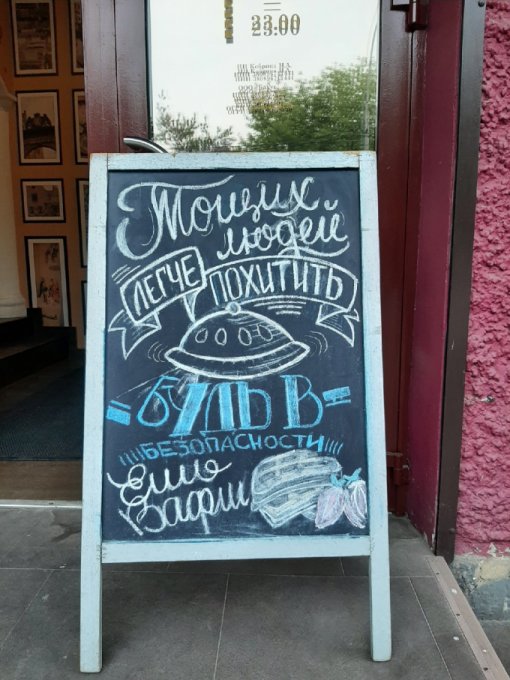 23.00
Тощих
людей
ЛЕГЧЕ ПОХИТИТЬ
БУДЬ В
БЕЗОПАСНОСТИ
Ешь
Вафли